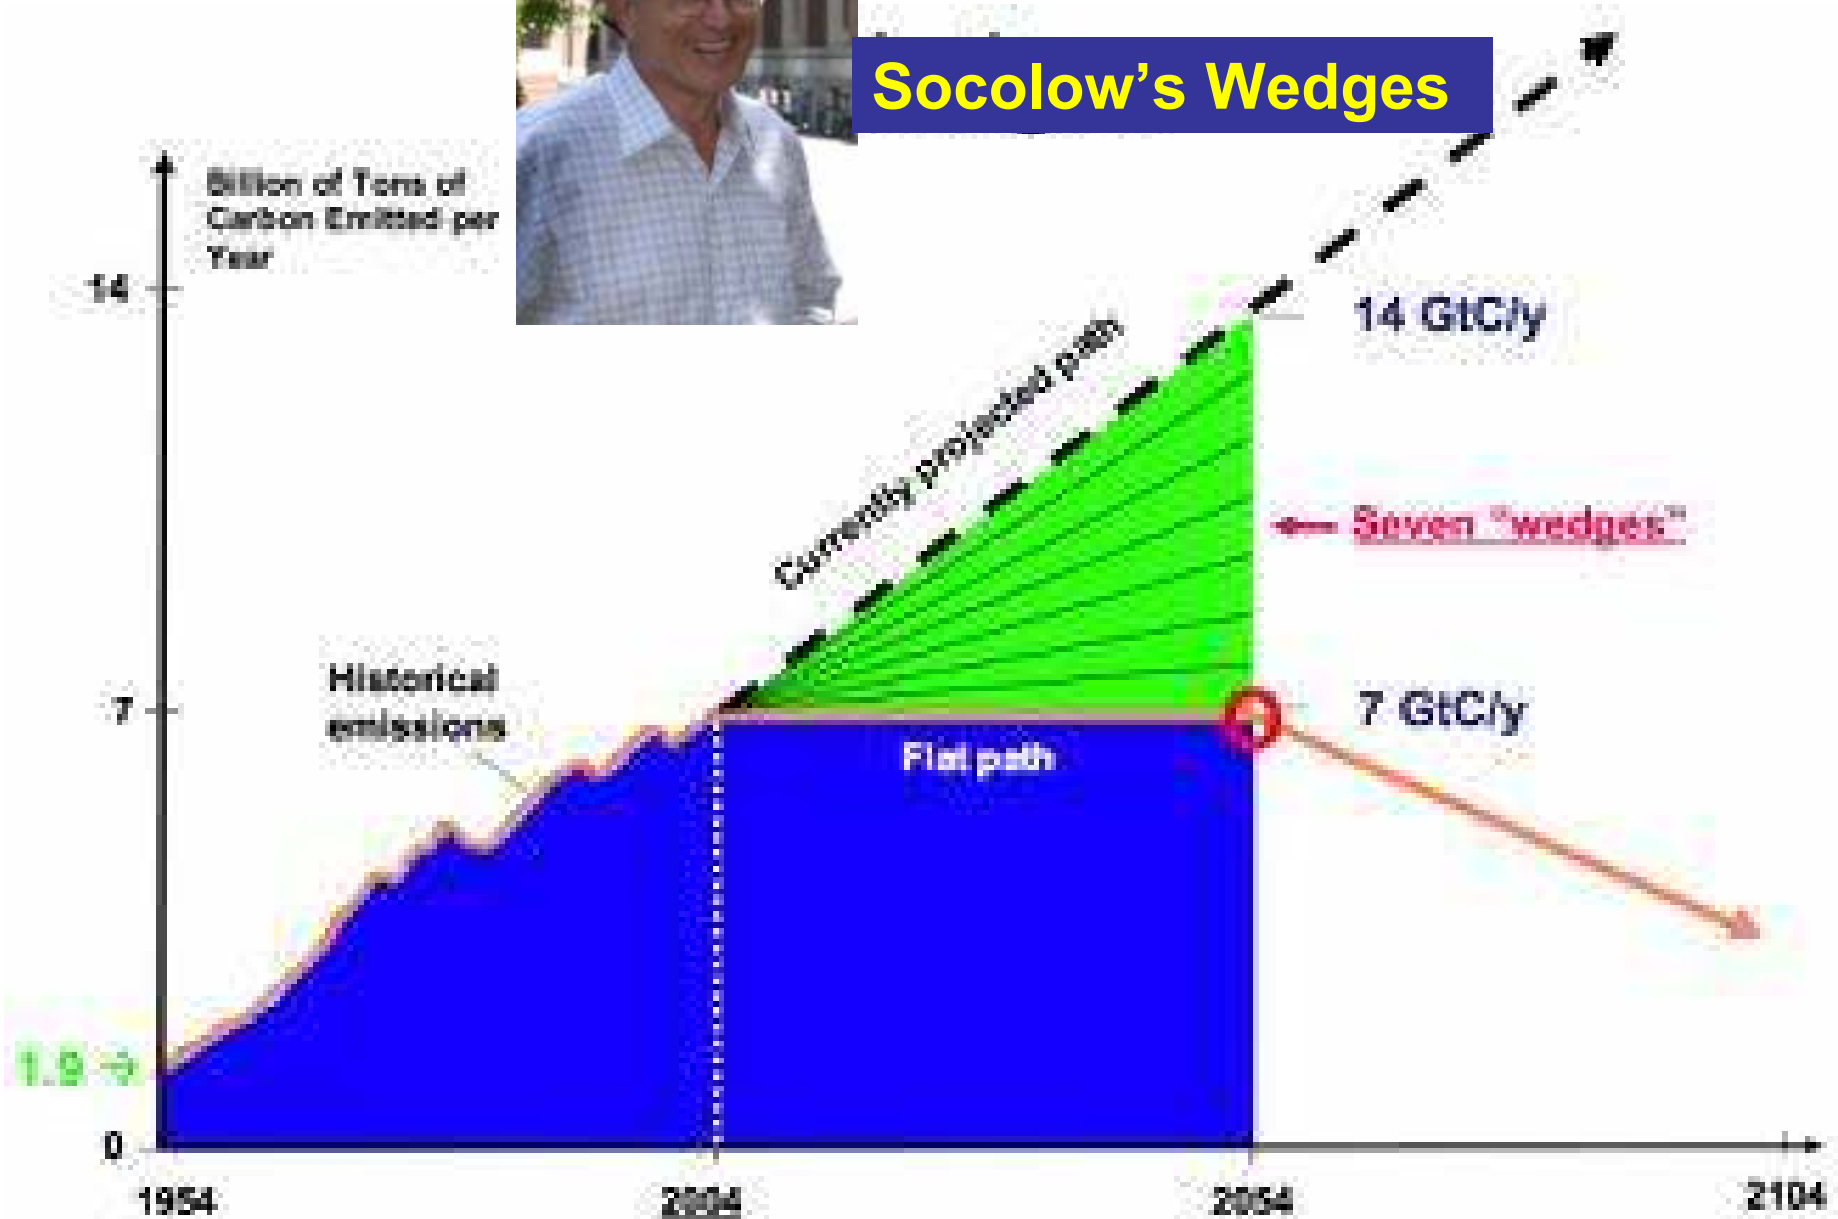 Socolow's Wedges
Billion of Tons of
Carbon Emitted per
Year
14
14 GtC/y
Currently projected path
Seven "wedges"
Historical
emissions
7
7 GtC/y
Flat path
1.9 →
0
1954
2004
2054
2104